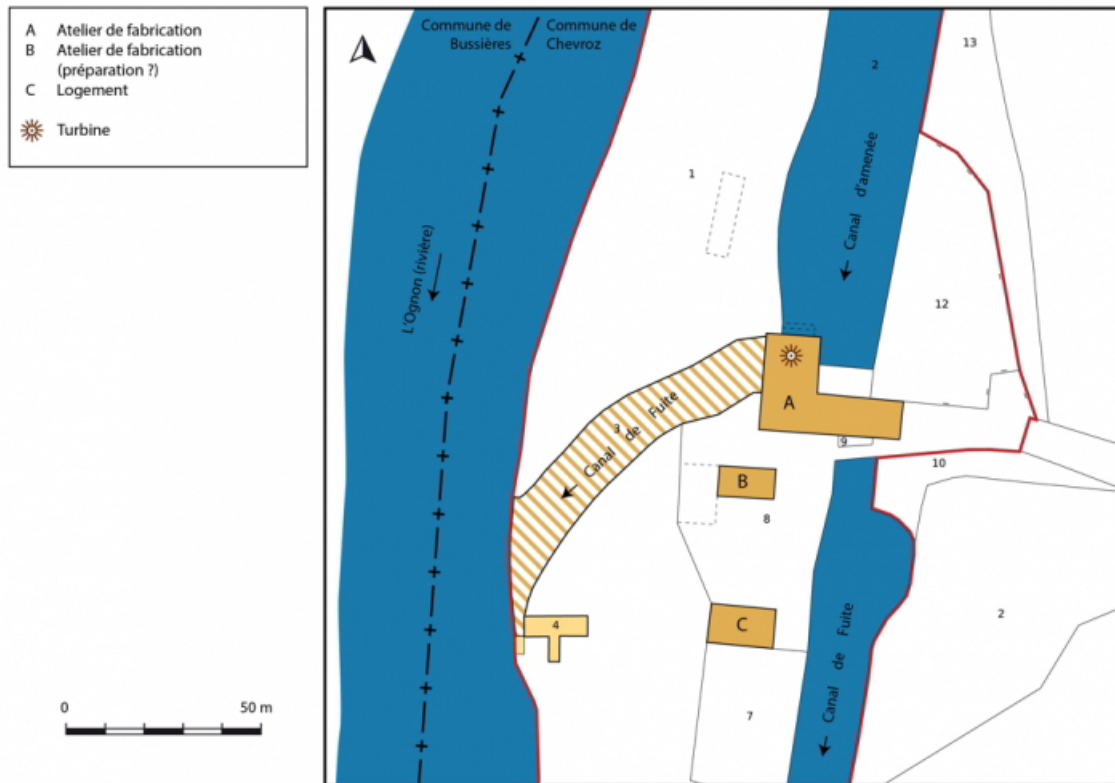 A Atelier de fabrication
B Atelier de fabrication
(préparation ?)
C Logement
Turbine
0 50 m
Commune de Bussières
Commune de Chevroz
L'Ognon (rivière)
1
2
13
Canal d'amenée
12
3
Canal de Fuite
A
9
10
B
8
4
C
2
Canal de Fuite
7